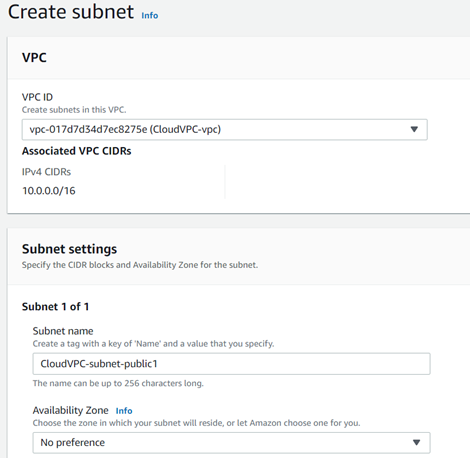 Create subnet Info
VPC
VPC ID
Create subnets in this VPC.
vpc-017d7d34d7ec8275e (CloudVPC-vpc)
Associated VPC CIDRs
IPv4 CIDRs
10.0.0.0/16
Subnet settings
Specify the CIDR blocks and Availability Zone for the subnet.
Subnet 1 of 1
Subnet name
Create a tag with a key of 'Name' and a value that you specify.
CloudVPC-subnet-public1
The name can be up to 256 characters long.
Availability Zone Info
Choose the zone in which your subnet will reside, or let Amazon choose one for you.
No preference